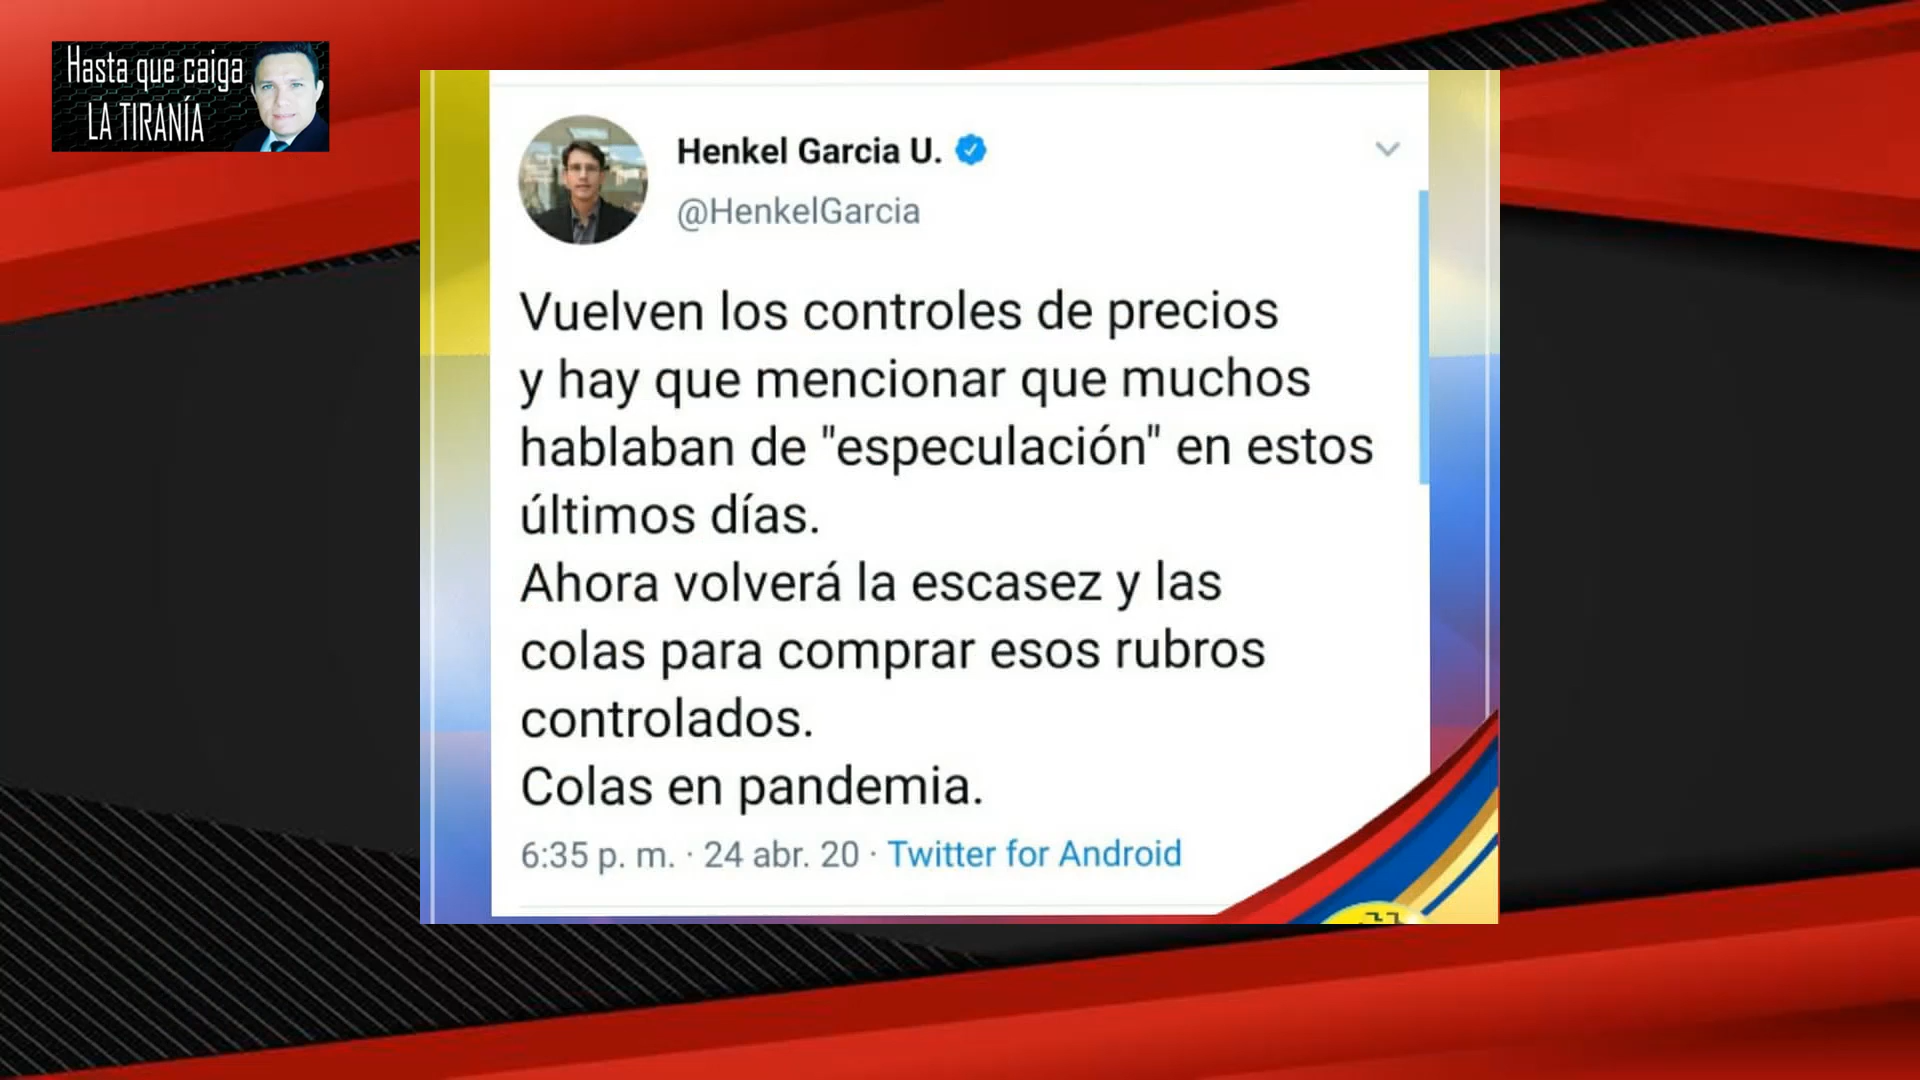 Hasta que caiga
LA TIRANÍA
Henkel Garcia U.
@HenkelGarcia
Vuelven los controles de precios
y hay que mencionar que muchos
hablaban de "especulación" en estos
últimos días.
Ahora volverá la escasez y las
colas para comprar esos rubros
controlados.
Colas en pandemia.
6:35 p. m. · 24 abr. 20 · Twitter for Android